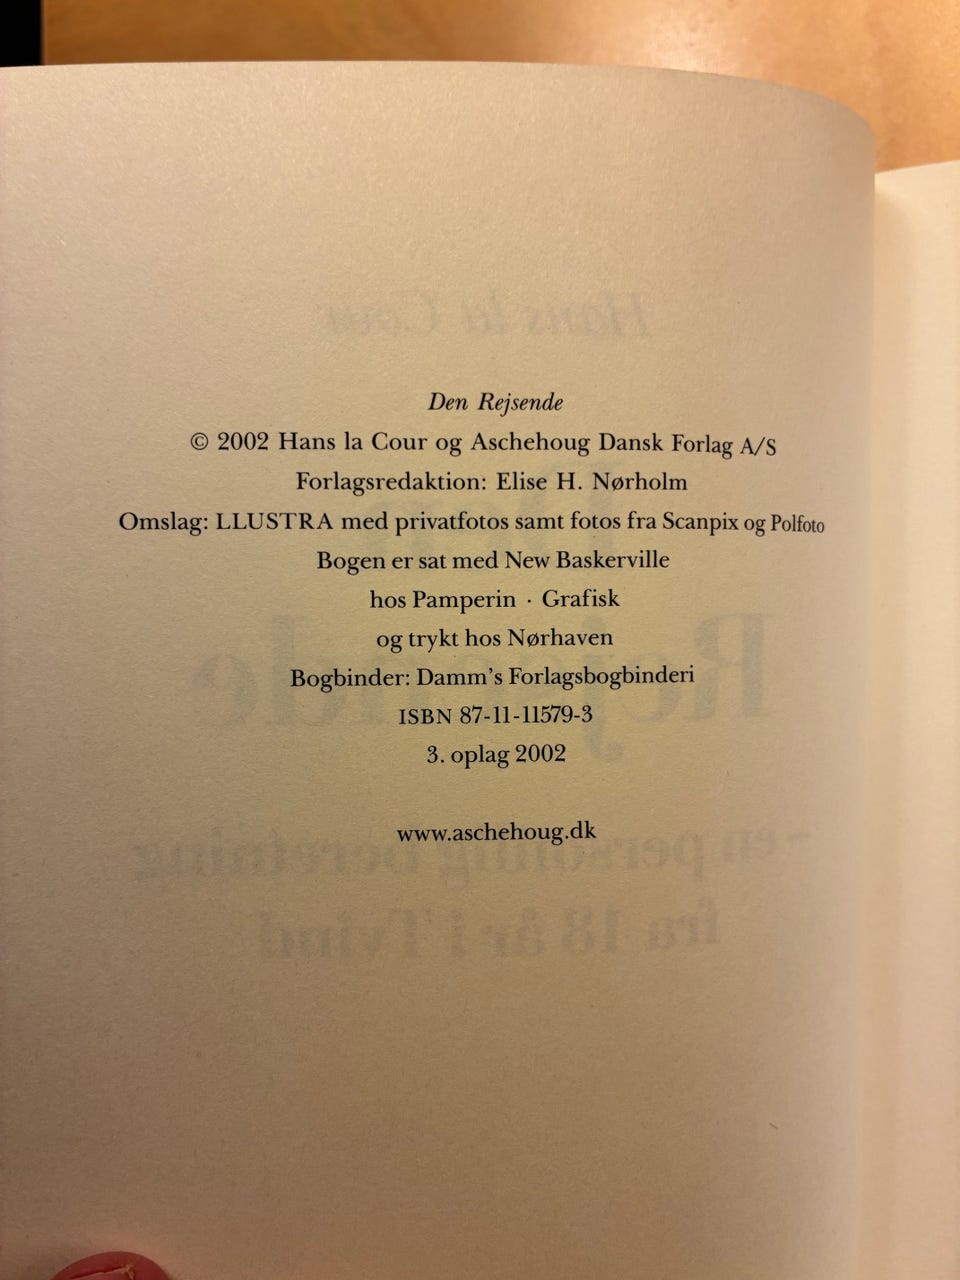 Den Rejsende
© 2002 Hans la Cour og Aschehoug Dansk Forlag A/S
Forlagsredaktion: Elise H. Nørholm
Omslag: LLUSTRA med privatfotos samt fotos fra Scanpix og Polfoto
Bogen er sat med New Baskerville
hos Pamperin · Grafisk
og trykt hos Nørhaven
Bogbinder: Damm's Forlagsbogbinderi
ISBN 87-11-11579-3
3. oplag 2002
www.aschehoug.dk